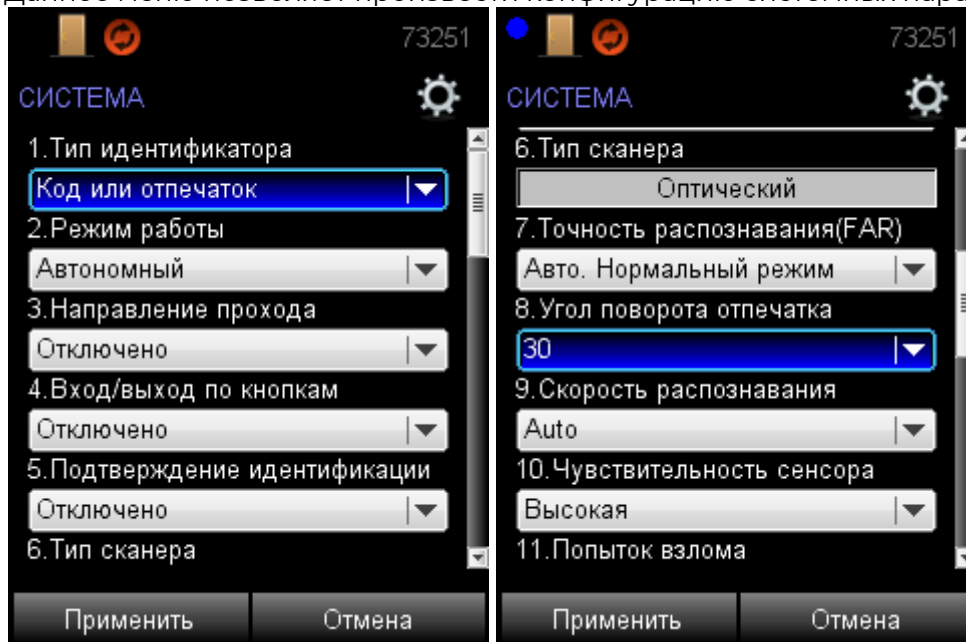 73251
СИСТЕМА
1.Тип идентификатора
Код или отпечаток
2.Режим работы
Автономный
3.Направление прохода
Отключено
4.Вход/выход по кнопкам
Отключено
5.Подтверждение идентификации
Отключено
6.Тип сканера
Применить Отмена
73251
СИСТЕМА
6.Тип сканера
Оптический
7.Точность распознавания(FAR)
Авто. Нормальный режим
8.Угол поворота отпечатка
30
9.Скорость распознавания
Auto
10.Чувствительность сенсора
Высокая
11.Попыток взлома
Применить Отмена